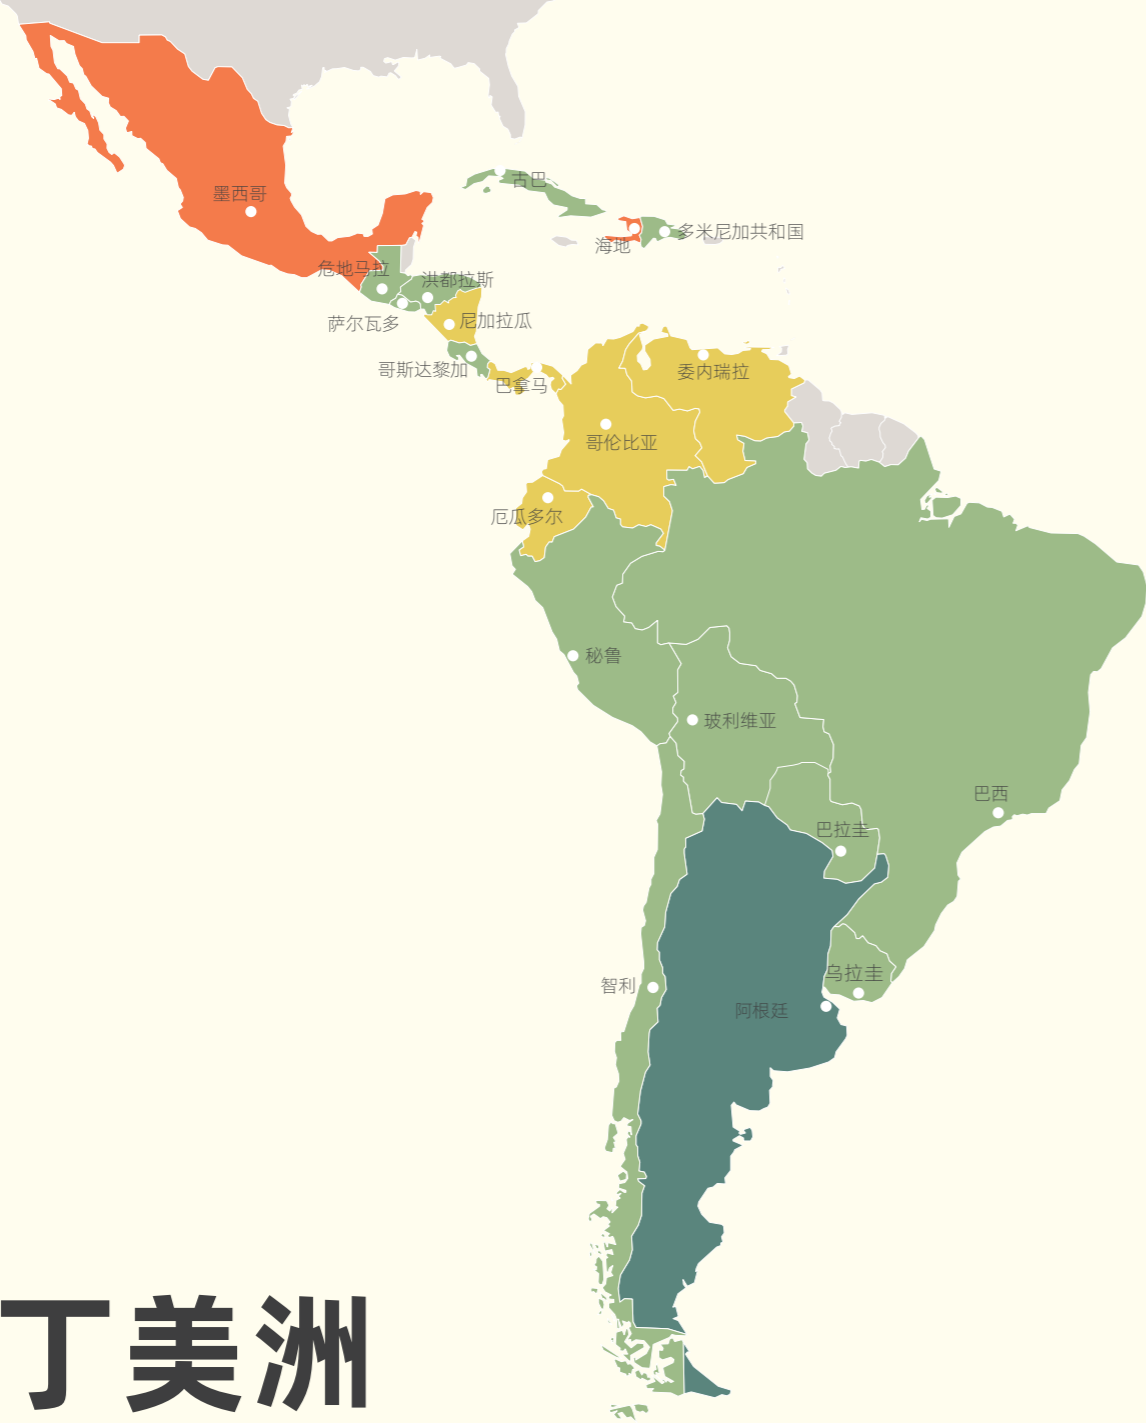 古巴
墨西哥
多米尼加共和国
海地
危地马拉
洪都拉斯
萨尔瓦多
尼加拉瓜
哥斯达黎加
委内瑞拉
巴拿马
哥伦比亚
厄瓜多尔
秘鲁
玻利维亚
巴西
巴拉圭
乌拉圭
智利
阿根廷
丁美洲